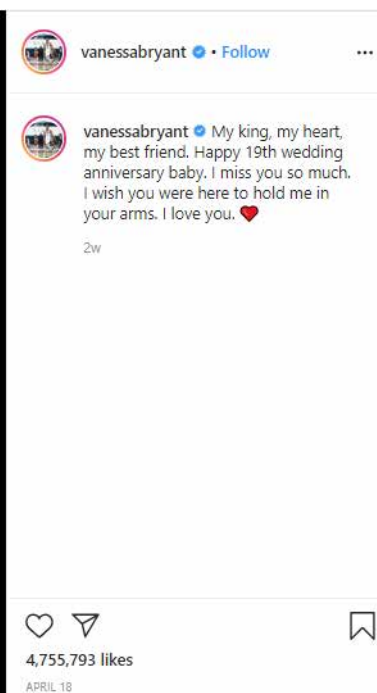 vanessabryant • Follow
vanessabryant My king, my heart,
my best friend. Happy 19th wedding
anniversary baby. I miss you so much.
I wish you were here to hold me in
your arms. I love you. ❤️
2w
4,755,793 likes
APRIL 18